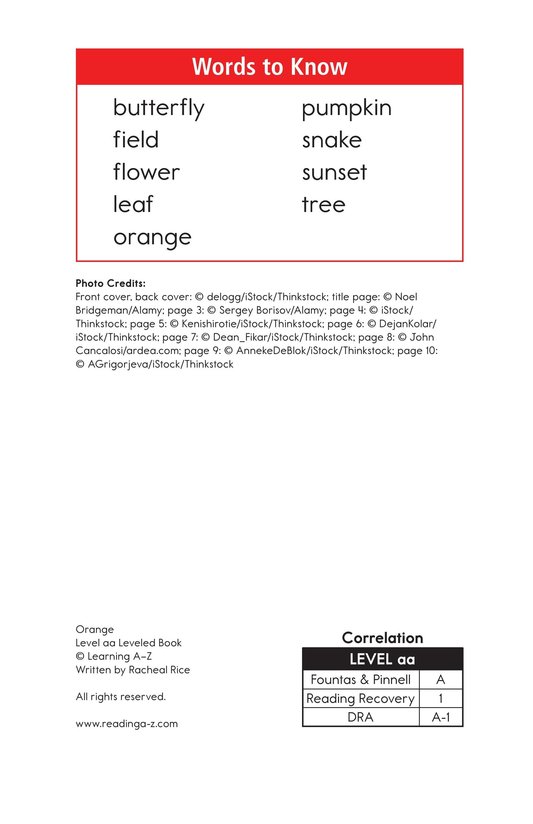 Words to Know
butterfly
field
flower
leaf
orange
pumpkin
snake
sunset
tree
Photo Credits:
Front cover, back cover: © delogg/iStock/Thinkstock; title page: © Noel
Bridgeman/Alamy; page 3: © Sergey Borisov/Alamy; page 4: © iStock/
Thinkstock; page 5: © Kenishirotie/iStock/Thinkstock; page 6: © DejanKolar/
iStock/Thinkstock; page 7: © Dean_Fikar/iStock/Thinkstock; page 8: © John
Cancalosi/ardea.com; page 9: © AnnekeDeBlok/iStock/Thinkstock; page 10:
© AGrigorjeva/iStock/Thinkstock
Orange
Level aa Leveled Book
© Learning A–Z
Written by Racheal Rice
All rights reserved.
www.readinga-z.com
Correlation
LEVEL aa
Fountas & Pinnell A
Reading Recovery 1
DRA A-1